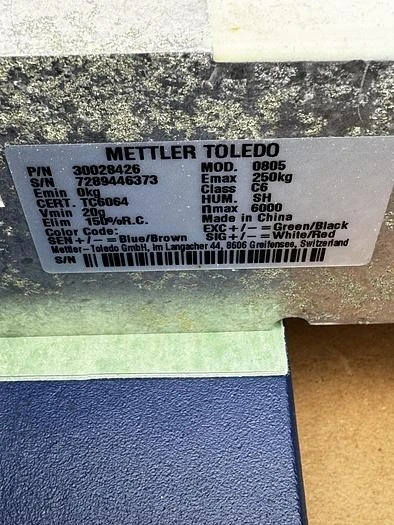 METTLER TOLEDO
P/N 30028426 MOD. 0805
S/N 7289446373 Emax 250kg
Emin 0kg Class C6
CERT. TC6064 HUM. SH
Vmin 20g nmax 6000
Elim 150%R.C. Made in China
Color Code: EXC+/-=Green/Black
SEN+/-=Blue/Brown SIG+/-=White/Red
Mettler-Toledo GmbH, Im Langacher 44, 8606 Greifensee, Switzerland
S/N